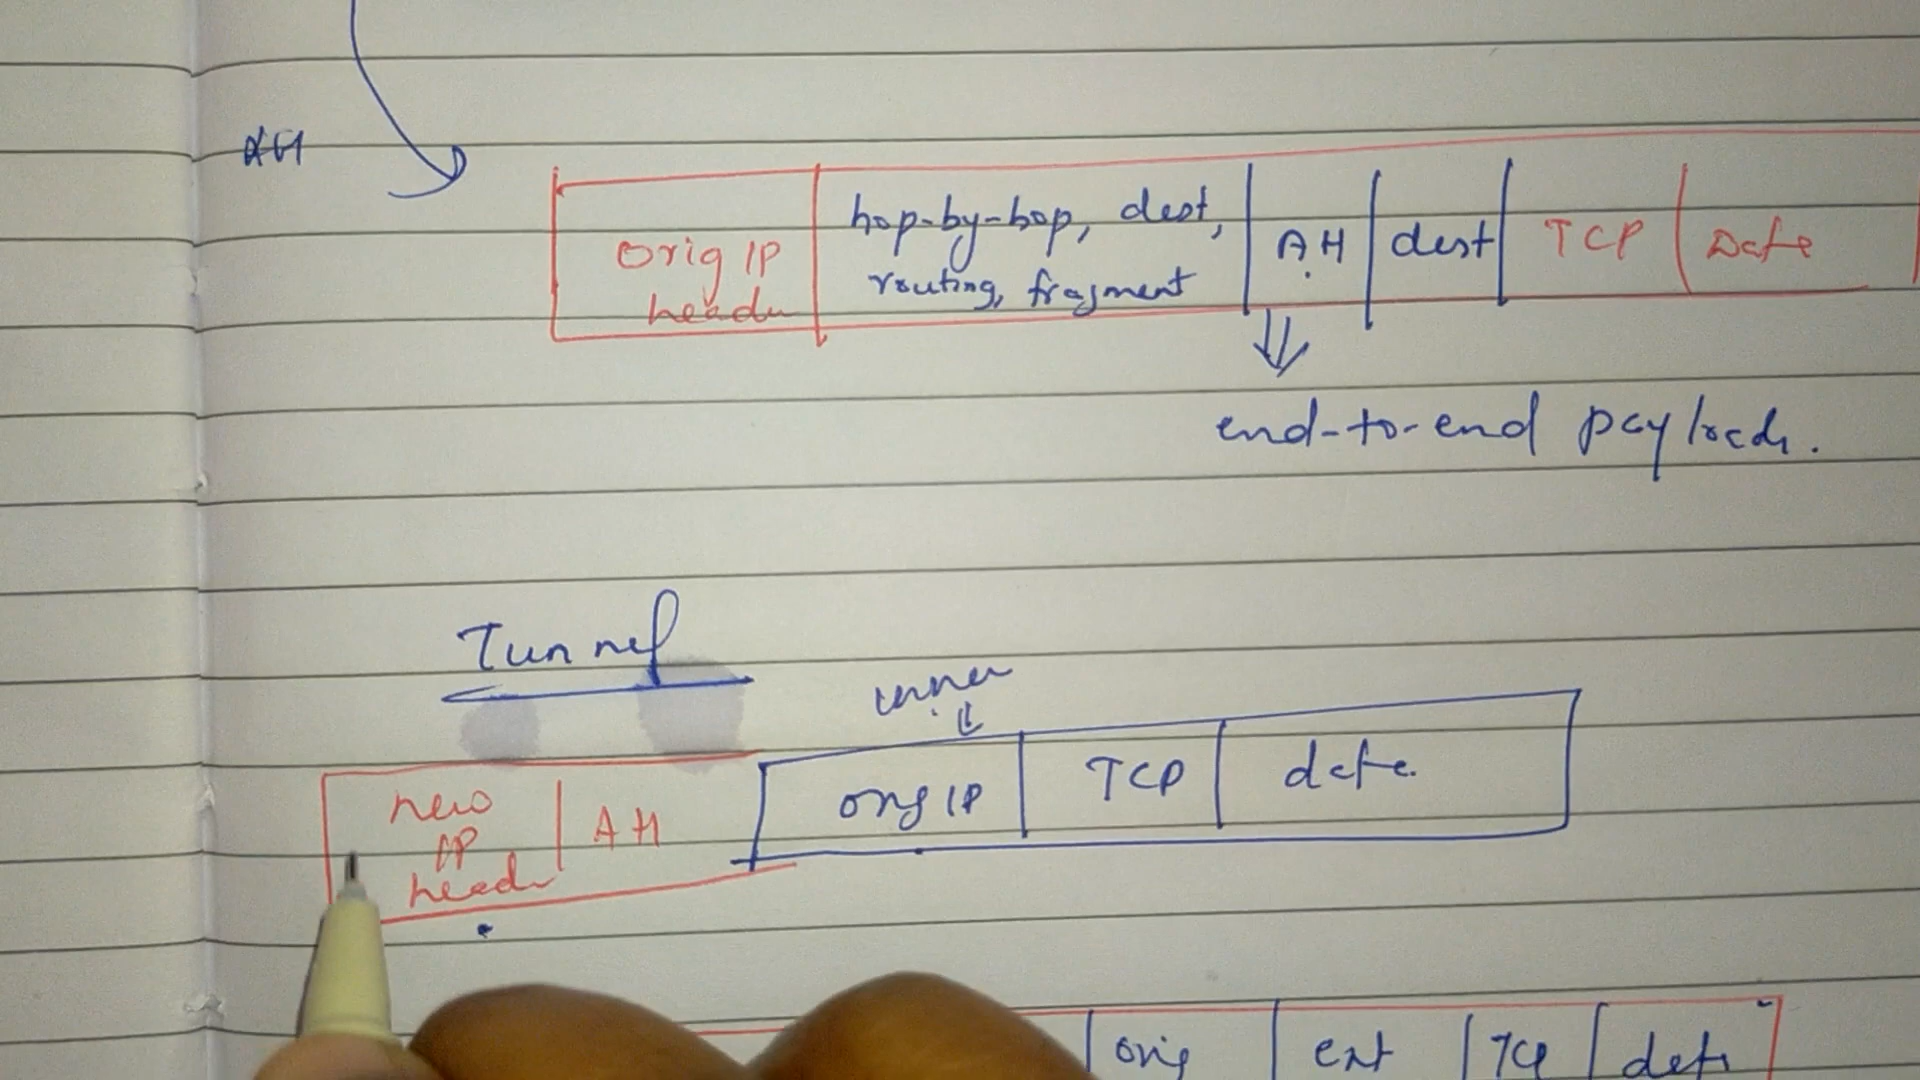 hop-by-hop, dest, AH dest TCP Data
Orig IP
routing, fragment
header
end-to-end payload.
Tunnel
inner
new IP header AH orig IP TCP data
orig ext TCP data